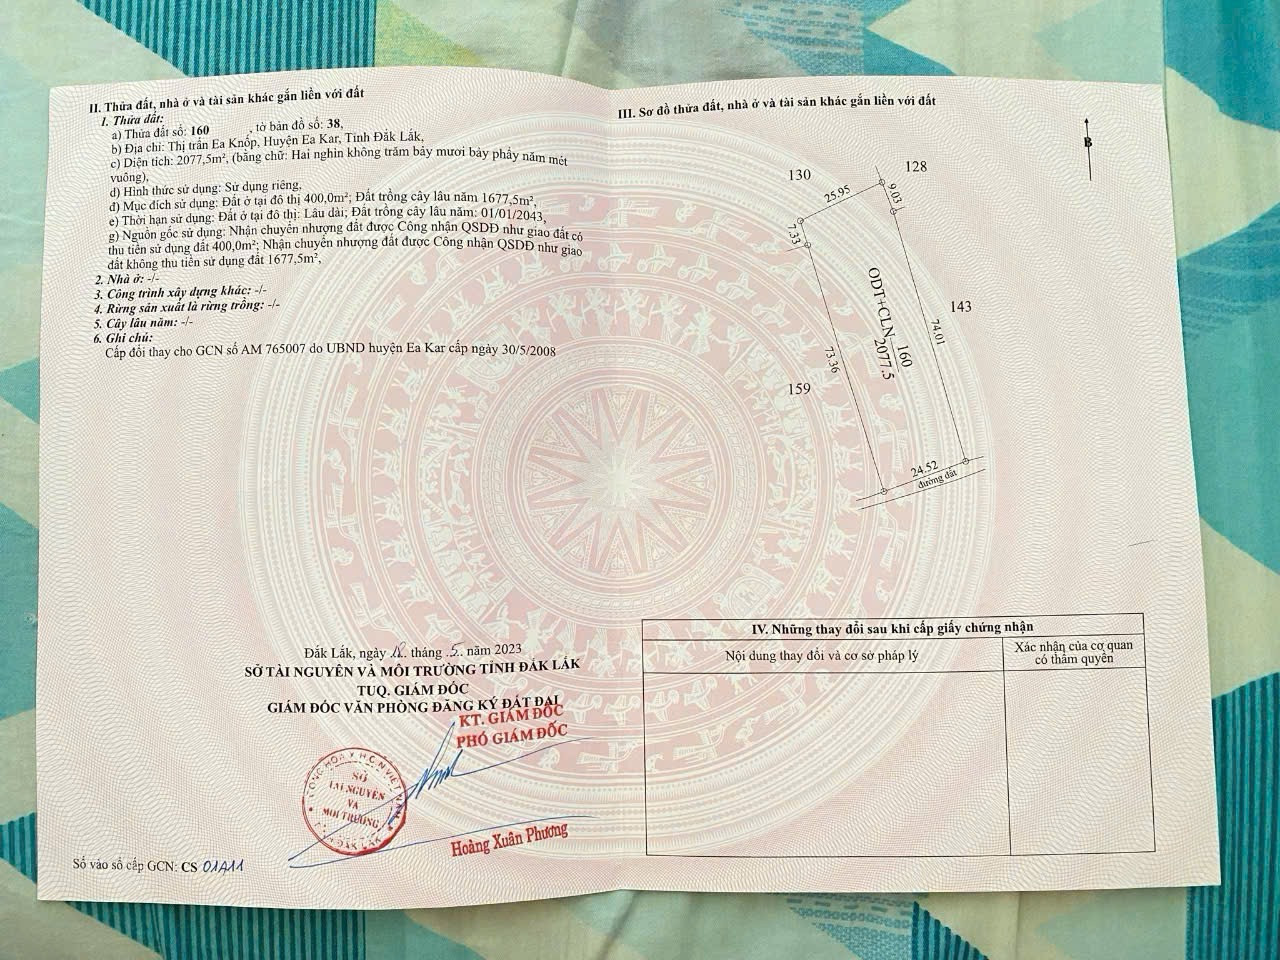 II. Thửa đất, nhà ở và tài sản khác gắn liền với đất
1. Thửa đất:
a) Thửa đất số: 160 , tờ bản đồ số: 38,
b) Địa chỉ: Thị trấn Ea Knốp, Huyện Ea Kar, Tỉnh Đắk Lắk,
c) Diện tích: 2077,5m², (bằng chữ: Hai nghìn không trăm bảy mươi bảy phẩy năm mét
vuông),
d) Hình thức sử dụng: Sử dụng riêng,
đ) Mục đích sử dụng: Đất ở tại đô thị 400,0m²; Đất trồng cây lâu năm 1677,5m²,
e) Thời hạn sử dụng: Đất ở tại đô thị: Lâu dài; Đất trồng cây lâu năm: 01/01/2043,
g) Nguồn gốc sử dụng: Nhận chuyển nhượng đất được Công nhận QSDĐ như giao đất có
thu tiền sử dụng đất 400,0m²; Nhận chuyển nhượng đất được Công nhận QSDĐ như giao
đất không thu tiền sử dụng đất 1677,5m²,
2. Nhà ở: -/-
3. Công trình xây dựng khác: -/-
4. Rừng sản xuất là rừng trồng: -/-
5. Cây lâu năm: -/-
6. Ghi chú:
Cấp đổi thay cho GCN số AM 765007 do UBND huyện Ea Kar cấp ngày 30/5/2008
Đắk Lắk, ngày tháng .5. năm 2023
SỞ TÀI NGUYÊN VÀ MÔI TRƯỜNG TỈNH ĐẮK LẮK
TUQ. GIÁM ĐỐC
GIÁM ĐỐC VĂN PHÒNG ĐĂNG KÝ ĐẤT ĐAI
KT. GIÁM ĐỐC
PHÓ GIÁM ĐỐC
SỞ
TÀI NGUYÊN
VÀ
MÔI TRƯỜNG
Hoàng Xuân Phương
Số vào sổ cấp GCN: CS
III. Sơ đồ thửa đất, nhà ở và tài sản khác gắn liền với đất
B
130
128
25.95
9.03
7.33
ODT+CLN 160
2077.5
143
74.01
73.36
159
24.52
đường đất
IV. Những thay đổi sau khi cấp giấy chứng nhận
Nội dung thay đổi và cơ sở pháp lý
Xác nhận của cơ quan
có thẩm quyền